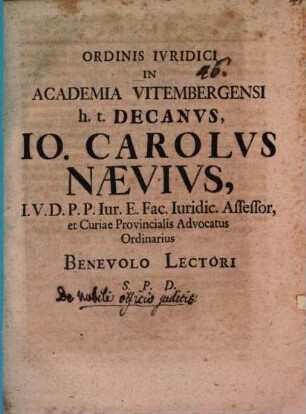 ORDINIS IVRIDICI
IN
46.
ACADEMIA VITEMBERGENSI
h. t. DECANVS,
IO. CAROLVS
NÆVIVS,
I. V. D. P. P. Iur. E. Fac. Iuridic. Aſſeſſor,
et Curiae Provincialis Advocatus
Ordinarius
BENEVOLO LECTORI
S. P. D.
De nobili officio judicis.